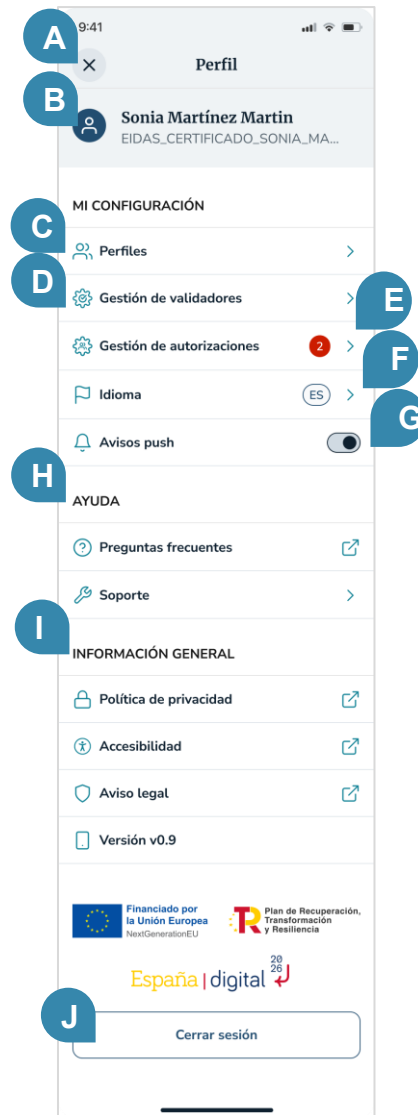 A
9:41
Perfil
B
Sonia Martínez Martin
EIDAS_CERTIFICADO_SONIA_MA...
MI CONFIGURACIÓN
C
Perfiles
D
Gestión de validadores
E
Gestión de autorizaciones 2
F
Idioma ES
G
Avisos push
H
AYUDA
Preguntas frecuentes
Soporte
I
INFORMACIÓN GENERAL
Política de privacidad
Accesibilidad
Aviso legal
Versión v0.9
Financiado por
la Unión Europea
NextGenerationEU
Plan de Recuperación,
Transformación
y Resiliencia
España | digital 2026
J
Cerrar sesión